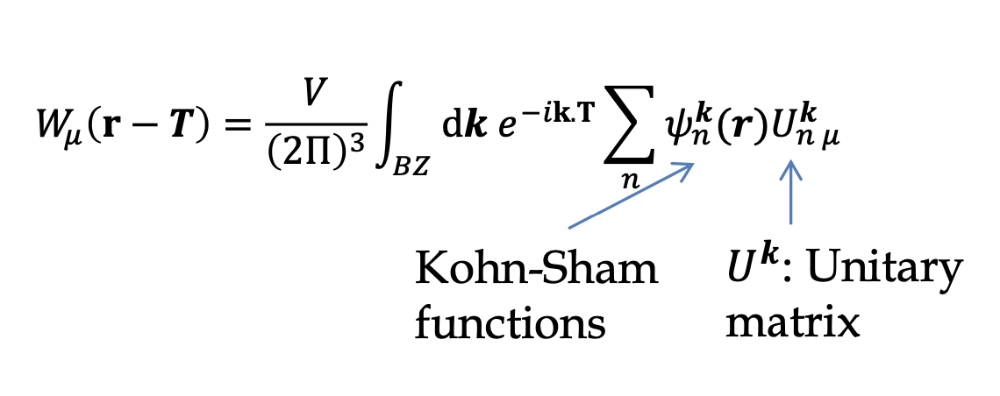 W_μ(𝐫 − 𝑻) = V/(2Π)³ ∫_BZ d𝒌 e^{−i𝐤.𝐓} ∑_n ψ_n^𝒌(𝒓)U_{n μ}^𝒌
Kohn-Sham U^𝒌: Unitary
functions matrix